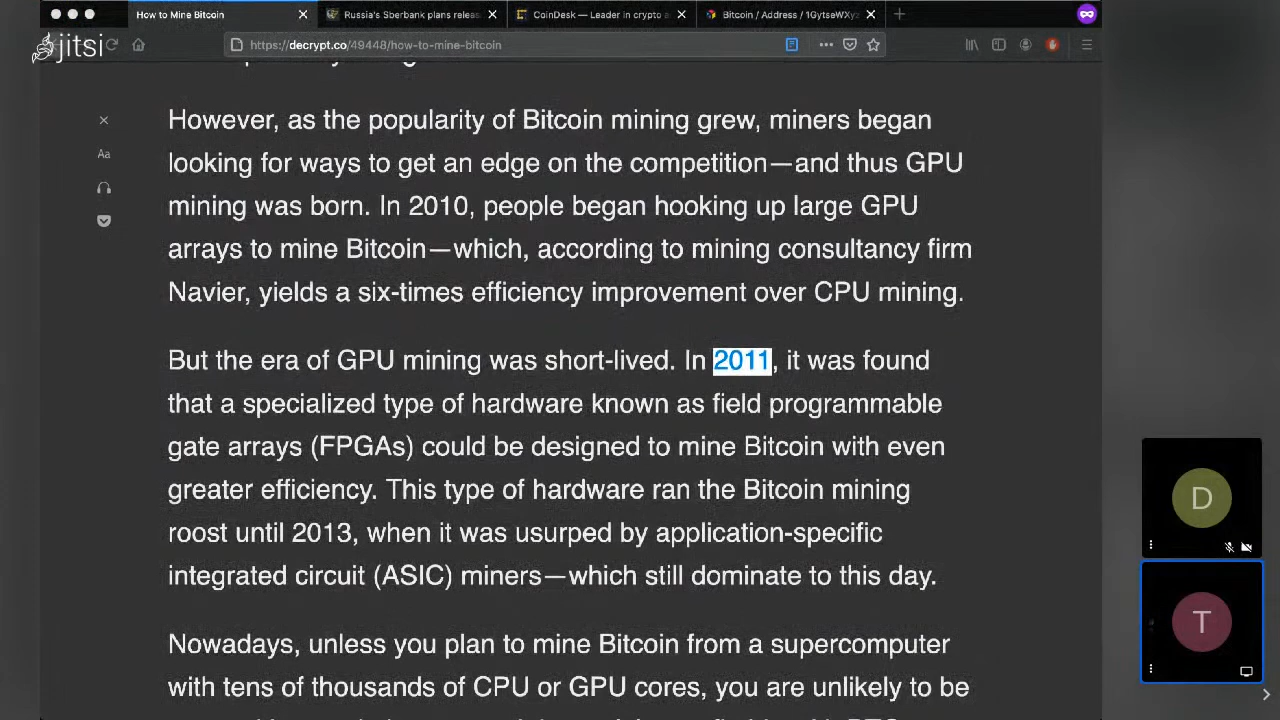 How to Mine Bitcoin
Russia's Sberbank plans releas
CoinDesk — Leader in crypto a
Bitcoin / Address / 1GytseWXyz
jitsi
https://decrypt.co/49448/how-to-mine-bitcoin
However, as the popularity of Bitcoin mining grew, miners began
looking for ways to get an edge on the competition—and thus GPU
mining was born. In 2010, people began hooking up large GPU
arrays to mine Bitcoin—which, according to mining consultancy firm
Navier, yields a six-times efficiency improvement over CPU mining.
Aa
But the era of GPU mining was short-lived. In 2011, it was found
that a specialized type of hardware known as field programmable
gate arrays (FPGAs) could be designed to mine Bitcoin with even
greater efficiency. This type of hardware ran the Bitcoin mining
roost until 2013, when it was usurped by application-specific
integrated circuit (ASIC) miners—which still dominate to this day.
Nowadays, unless you plan to mine Bitcoin from a supercomputer
with tens of thousands of CPU or GPU cores, you are unlikely to be
D
T